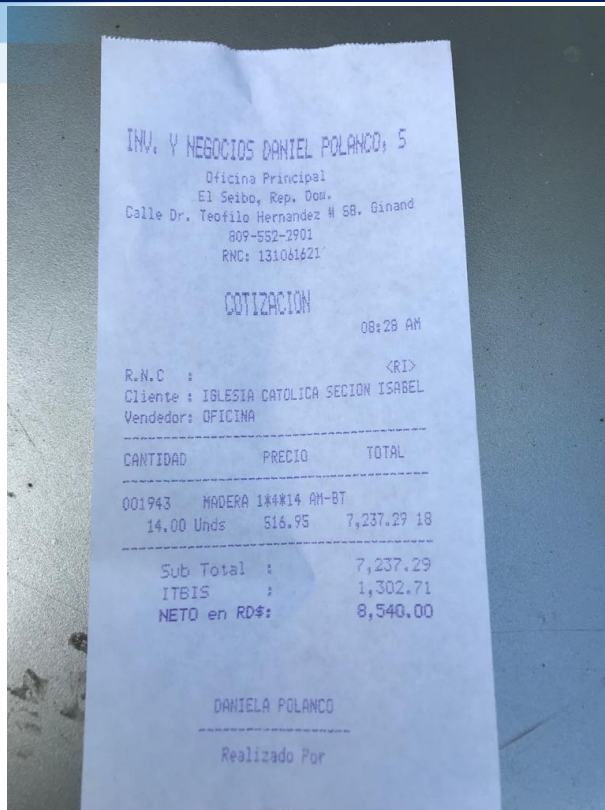 INV. Y NEGOCIOS DANIEL POLANCO, S
Oficina Principal
El Seibo, Rep. Dom.
Calle Dr. Teofilo Hernandez # 58. Ginand
809-552-2901
RNC: 131061621
COTIZACION
08:28 AM
R.N.C : <RI>
Cliente : IGLESIA CATOLICA SECION ISABEL
Vendedor: OFICINA
CANTIDAD PRECIO TOTAL
001943 MADERA 1*4*14 AM-BT
14.00 Unds 516.95 7,237.29 18
Sub Total : 7,237.29
ITBIS : 1,302.71
NETO en RD$: 8,540.00
DANIELA POLANCO
Realizado Por